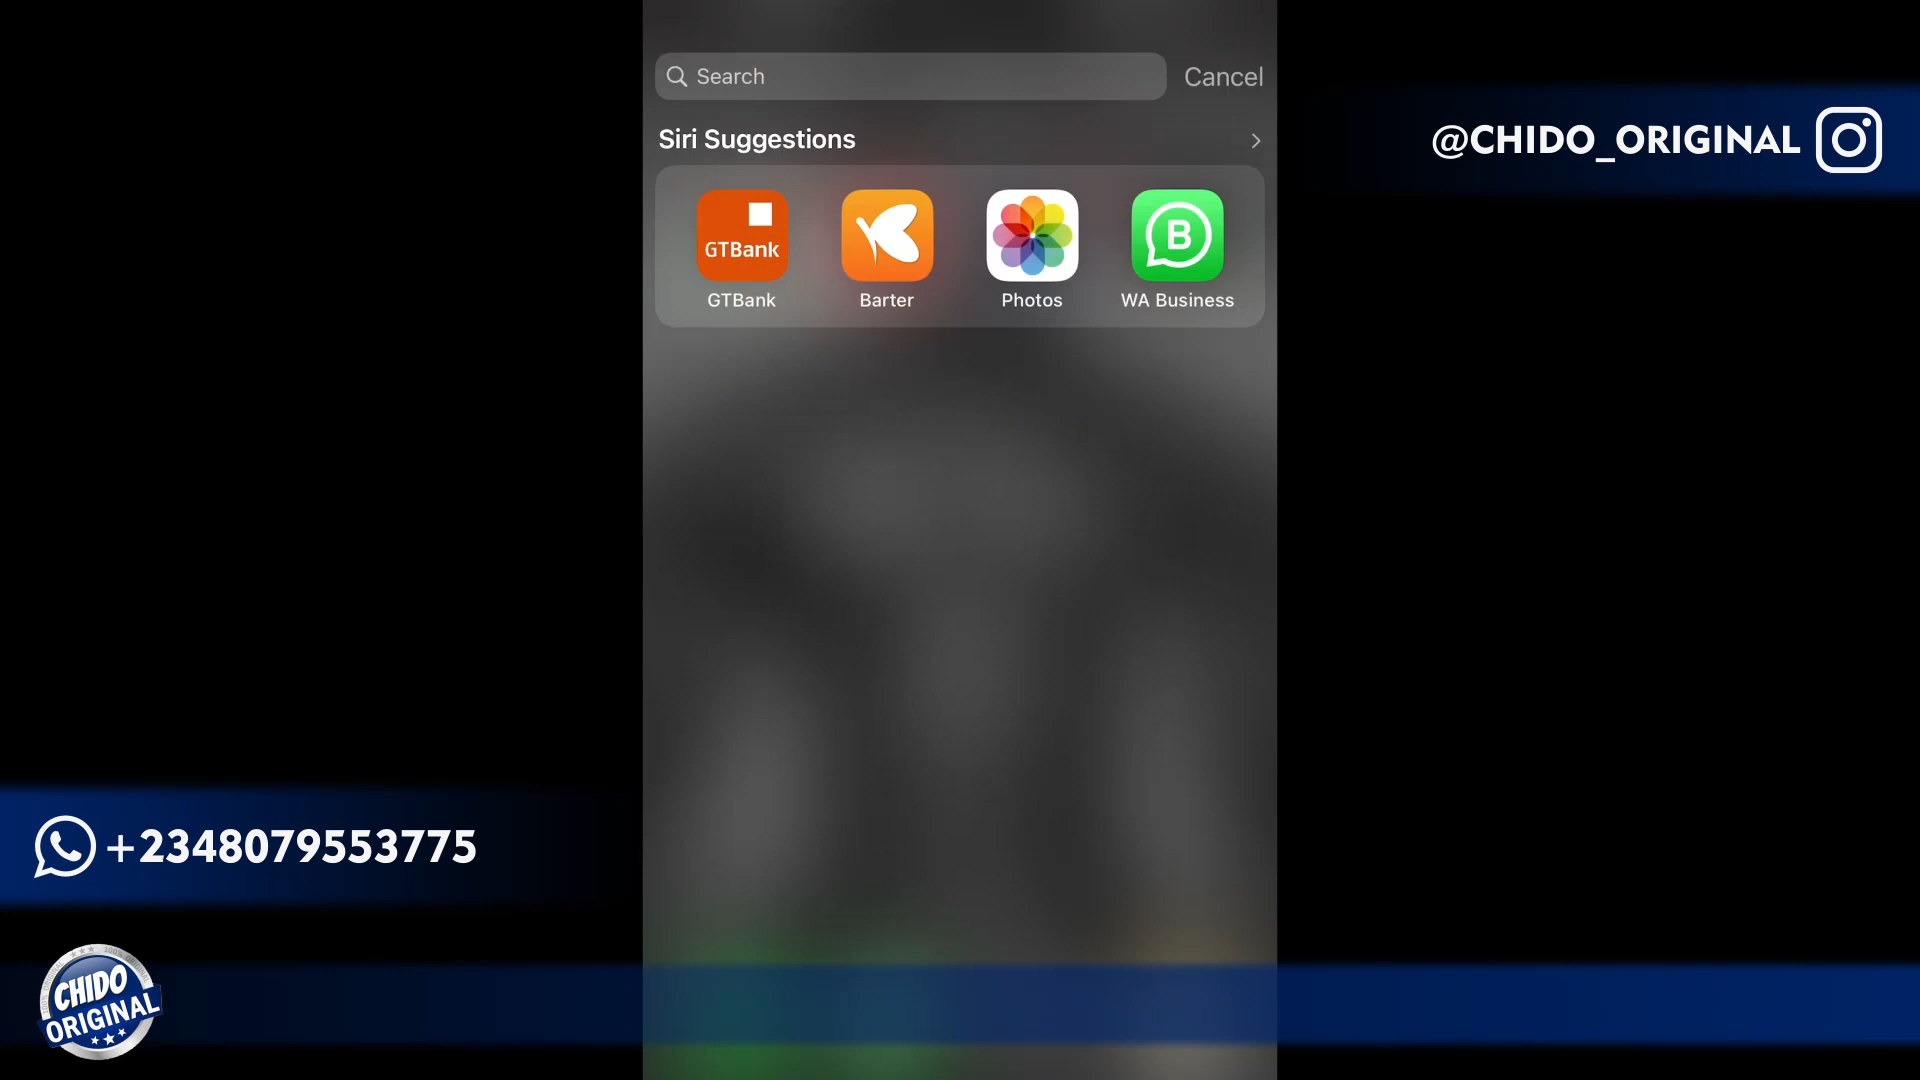 Search
Cancel
Siri Suggestions
@CHIDO_ORIGINAL
GTBank
B
GTBank
Barter
Photos
WA Business
+2348079553775
CHIDO
ORIGINAL